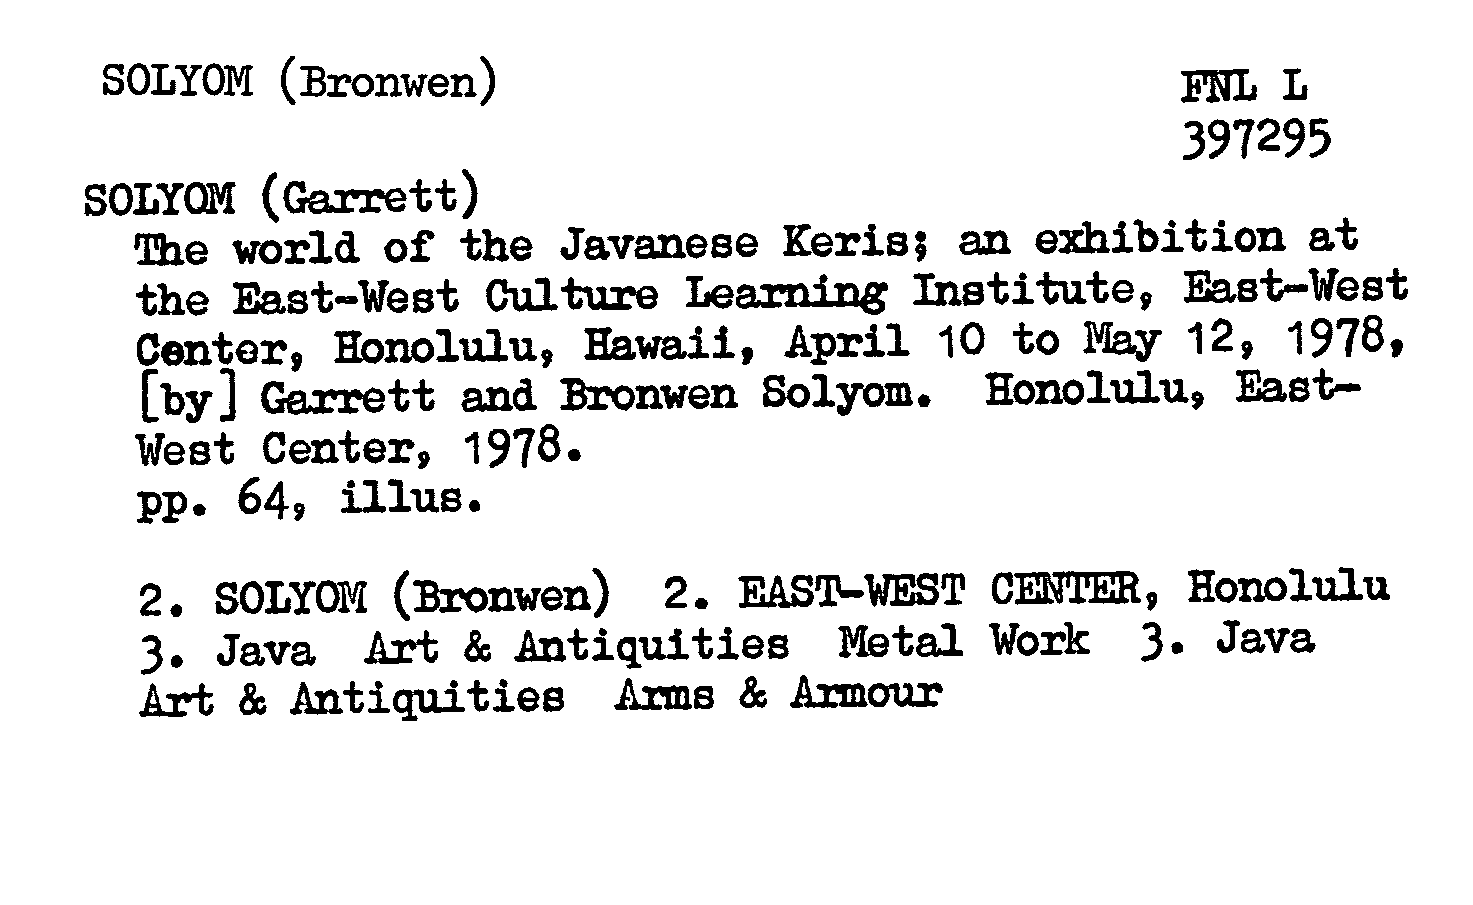 SOLYOM (Bronwen)
FNL L
397295
SOLYOM (Garrett)
The world of the Javanese Keris; an exhibition at
the East-West Culture Learning Institute, East-West
Center, Honolulu, Hawaii, April 10 to May 12, 1978,
[by] Garrett and Bronwen Solyom. Honolulu, East-
West Center, 1978.
pp. 64, illus.
2. SOLYOM (Bronwen) 2. EAST-WEST CENTER, Honolulu
3. Java Art & Antiquities Metal Work 3. Java
Art & Antiquities Arms & Armour